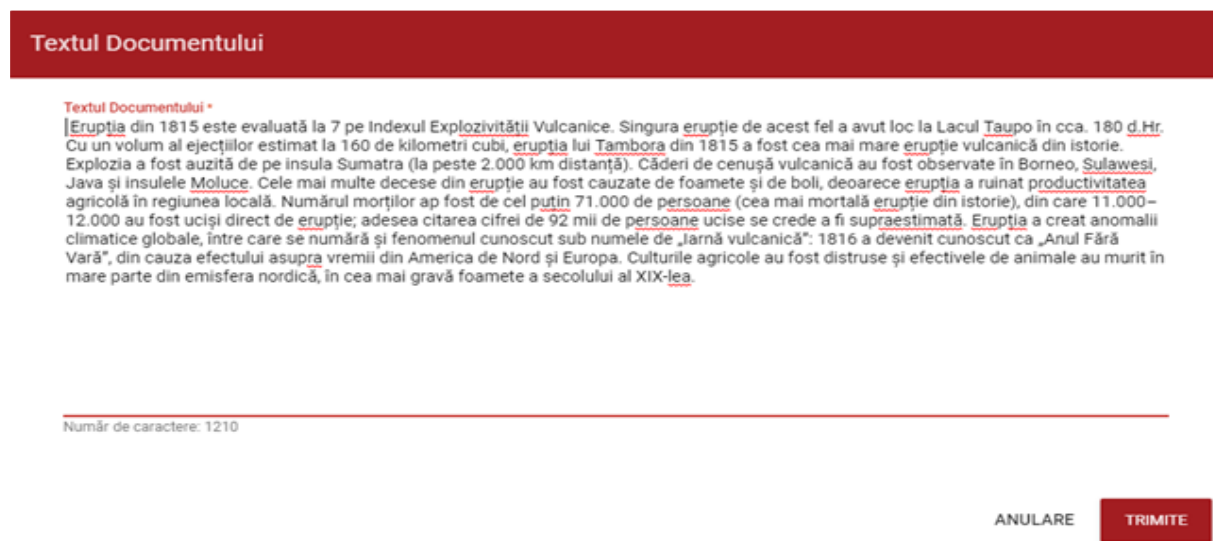 Textul Documentului
Textul Documentului *
Erupția din 1815 este evaluată la 7 pe Indexul Explozivității Vulcanice. Singura erupție de acest fel a avut loc la Lacul Taupo în cca. 180 d.Hr.
Cu un volum al ejecțiilor estimat la 160 de kilometri cubi, erupția lui Tambora din 1815 a fost cea mai mare erupție vulcanică din istorie.
Explozia a fost auzită de pe insula Sumatra (la peste 2.000 km distanță). Căderi de cenușă vulcanică au fost observate în Borneo, Sulawesi,
Java și insulele Moluce. Cele mai multe decese din erupție au fost cauzate de foamete și de boli, deoarece erupția a ruinat productivitatea
agricolă în regiunea locală. Numărul morților ap fost de cel puțin 71.000 de persoane (cea mai mortală erupție din istorie), din care 11.000–
12.000 au fost uciși direct de erupție; adesea citarea cifrei de 92 mii de persoane ucise se crede a fi supraestimată. Erupția a creat anomalii
climatice globale, între care se numără și fenomenul cunoscut sub numele de „Iarnă vulcanică”: 1816 a devenit cunoscut ca „Anul Fără
Vară”, din cauza efectului asupra vremii din America de Nord și Europa. Culturile agricole au fost distruse și efectivele de animale au murit în
mare parte din emisfera nordică, în cea mai gravă foamete a secolului al XIX-lea.
Număr de caractere: 1210
ANULARE TRIMITE